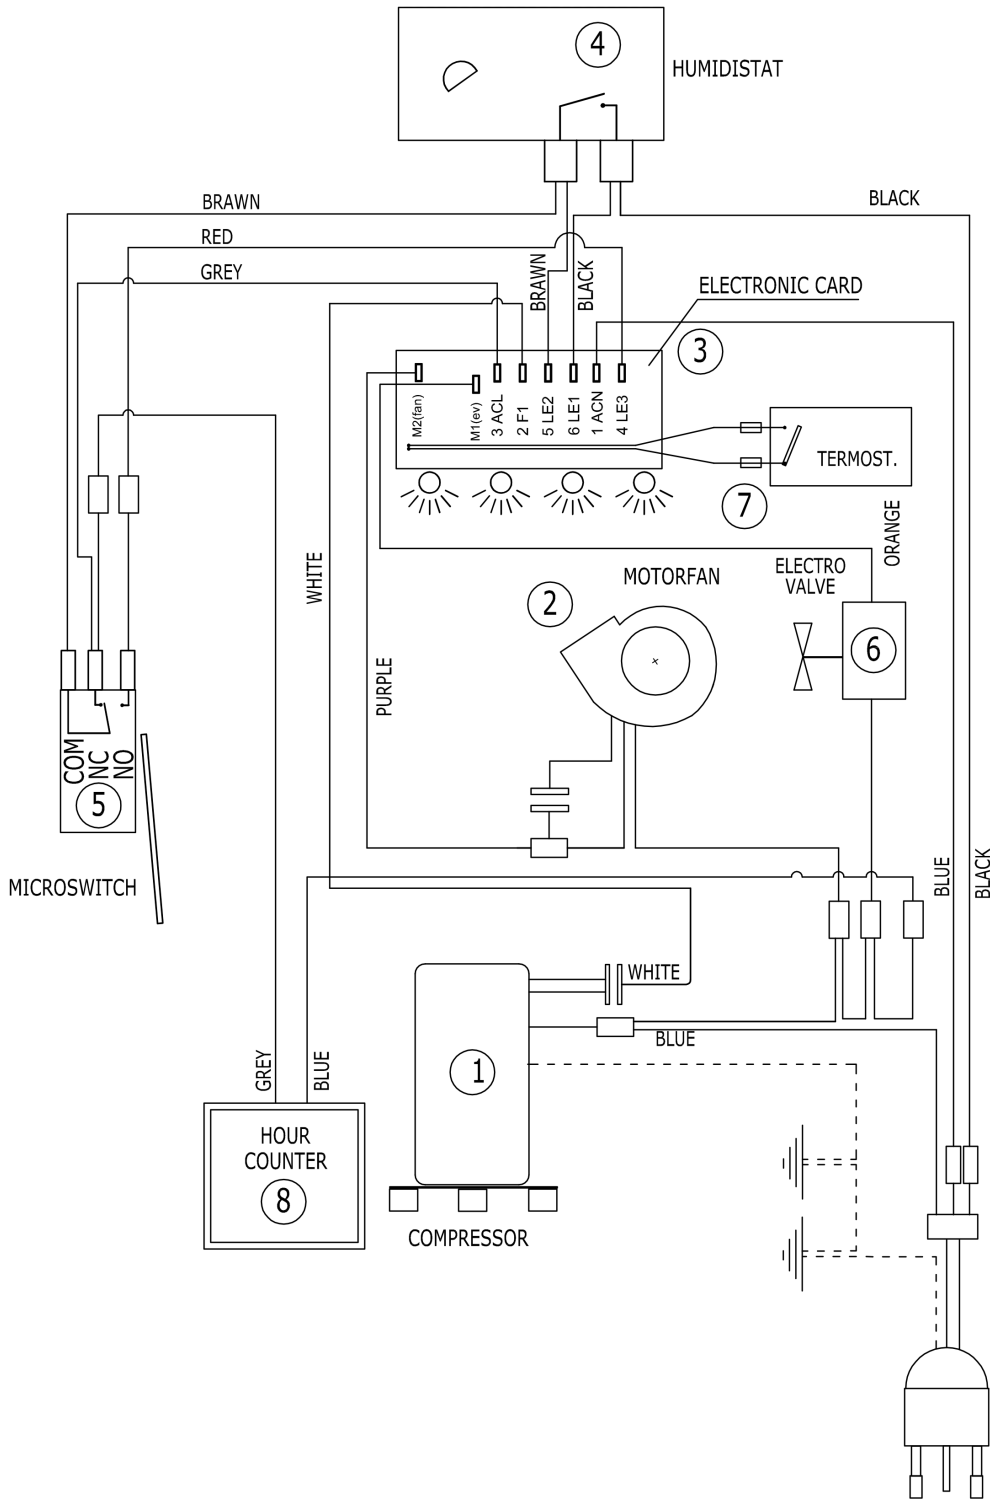 4
HUMIDISTAT
BRAWN
BLACK
RED
GREY
BRAWN
BLACK
ELECTRONIC CARD
3
M2(fan)
M1(ev)
3 ACL
2 F1
5 LE2
6 LE1
1 ACN
4 LE3
TERMOST.
7
ORANGE
WHITE
ELECTRO
VALVE
MOTORFAN
2
6
PURPLE
COM
NC
NO
5
MICROSWITCH
BLUE
BLACK
WHITE
BLUE
1
GREY
BLUE
HOUR
COUNTER
8
COMPRESSOR